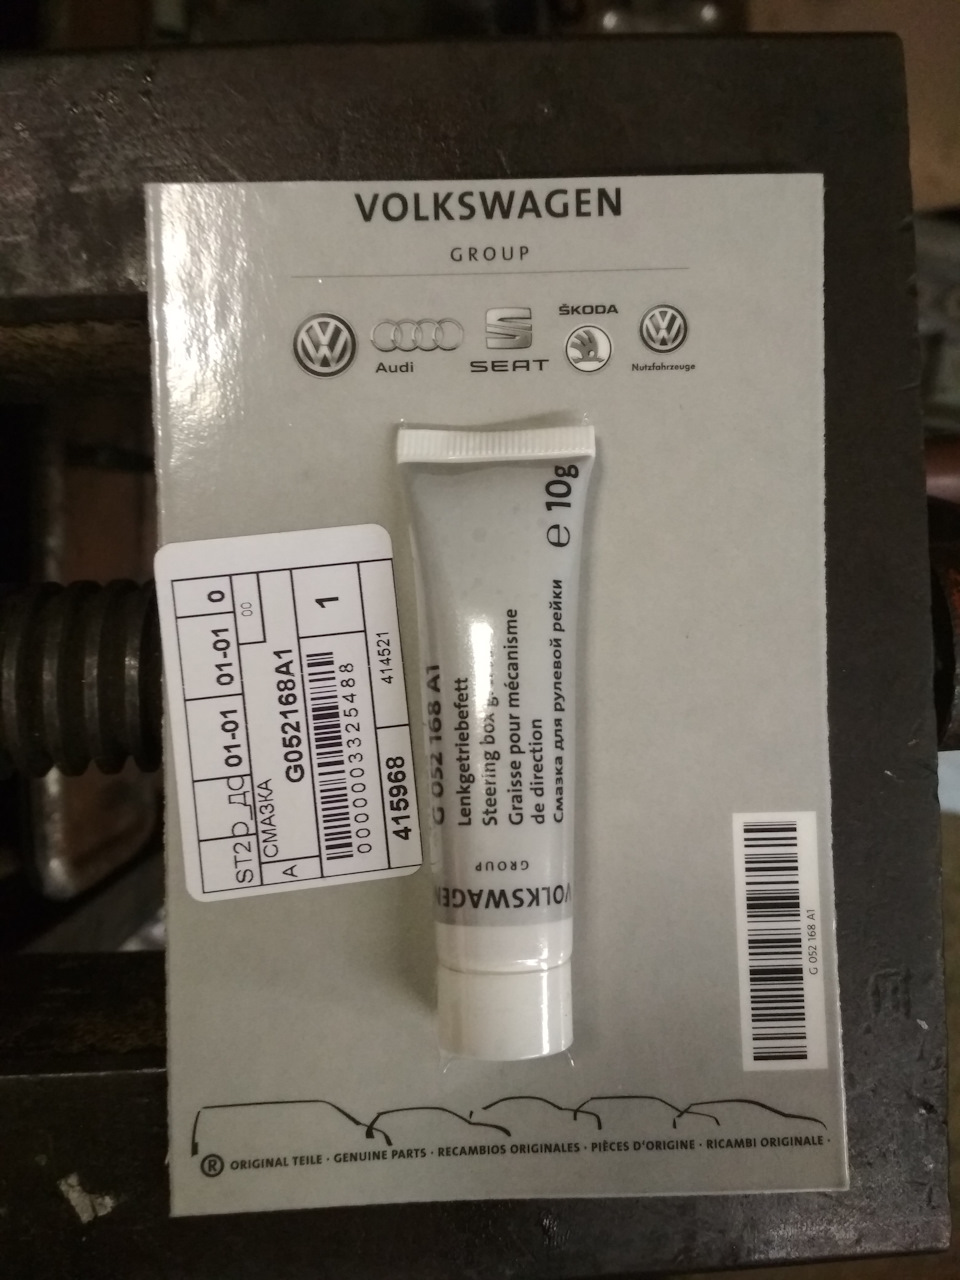 VOLKSWAGEN
GROUP
Audi
SEAT
ŠKODA
Nutzfahrzeuge
e 10g
G 052 168 A1
Lenkgetriebefett
Steering box
Graisse pour mécanisme
de direction
Смазка для рулевой рейки
VOLKSWAGEN
GROUP
01-01 01-01 0
00
СМАЗКА
A G052168A1 1
0000003325488
415968 414521
G 052 168 A1
® ORIGINAL TEILE · GENUINE PARTS · RECAMBIOS ORIGINALES · PIÈCES D'ORIGINE · RICAMBI ORIGINALE ·